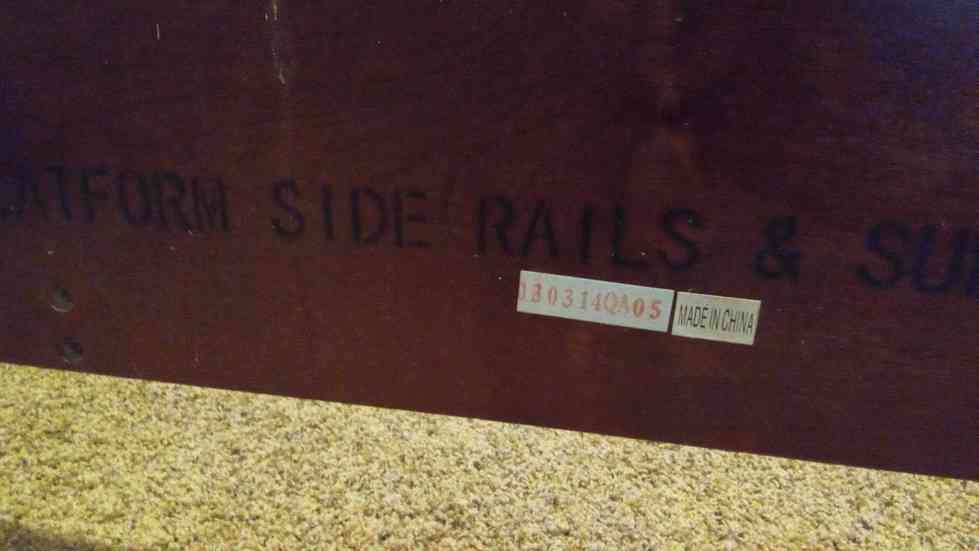 ATFORM SIDE RAILS & SU
030314QA05
MADE IN CHINA